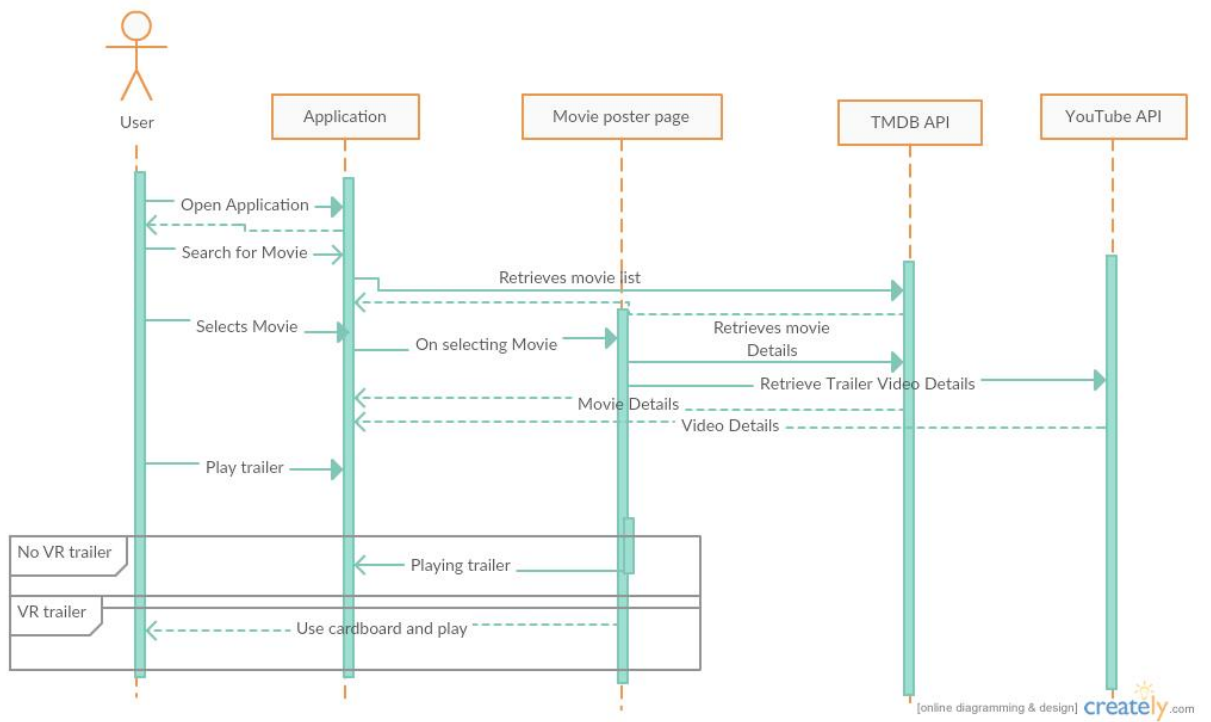 User
Application
Movie poster page
TMDB API
YouTube API
Open Application
Search for Movie
Retrieves movie list
Selects Movie
Retrieves movie
Details
On selecting Movie
Retrieve Trailer Video Details
Movie Details
Video Details
Play trailer
No VR trailer
Playing trailer
VR trailer
Use cardboard and play
[online diagramming & design] creately.com